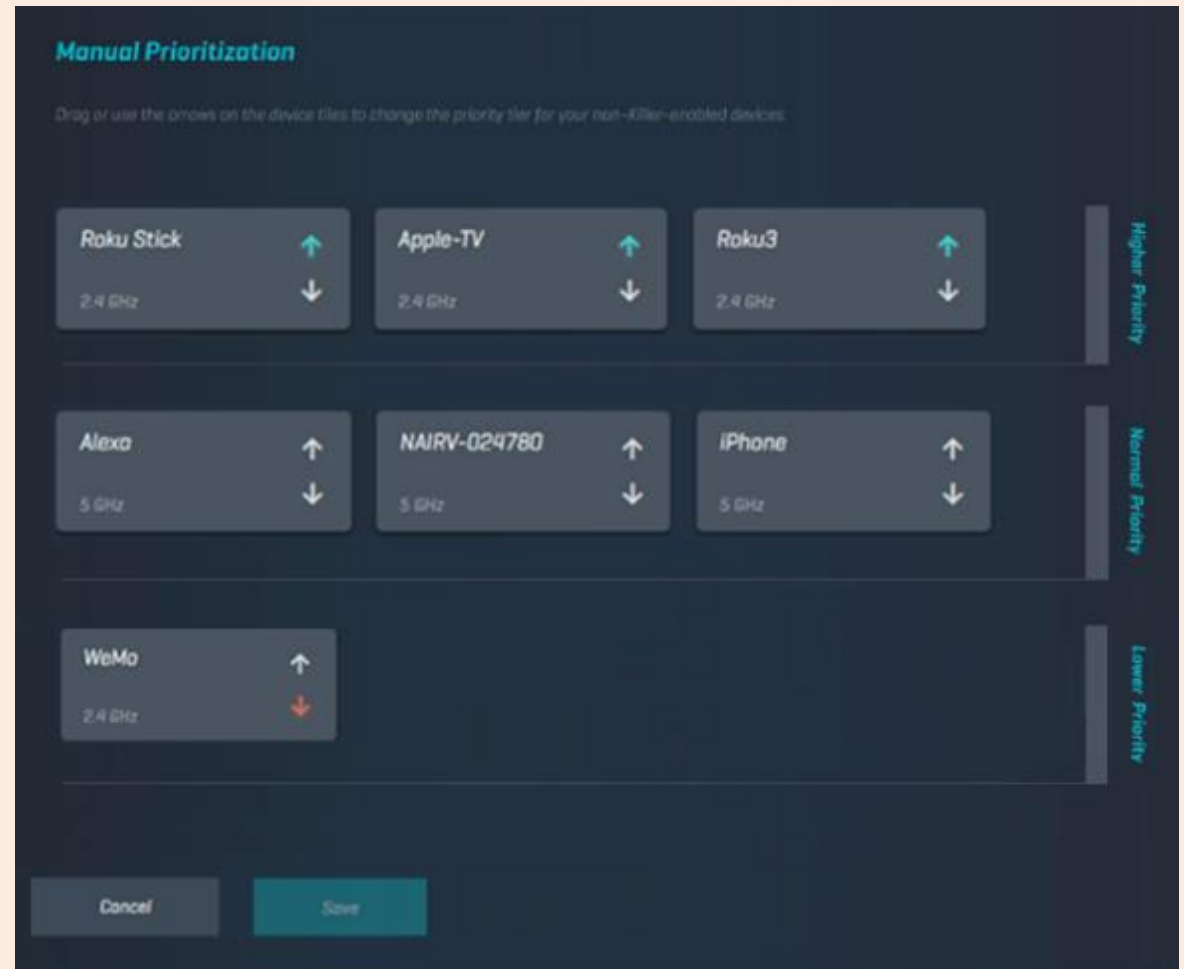 Manual Prioritization
Drag or use the arrows on the device tiles to change the priority tier for your non-Killer-enabled devices.
Roku Stick
2.4 GHz
Apple-TV
2.4 GHz
Roku3
2.4 GHz
Higher Priority
Alexa
5 GHz
NAIRV-024780
5 GHz
iPhone
5 GHz
Normal Priority
WeMo
2.4 GHz
Lower Priority
Cancel
Save